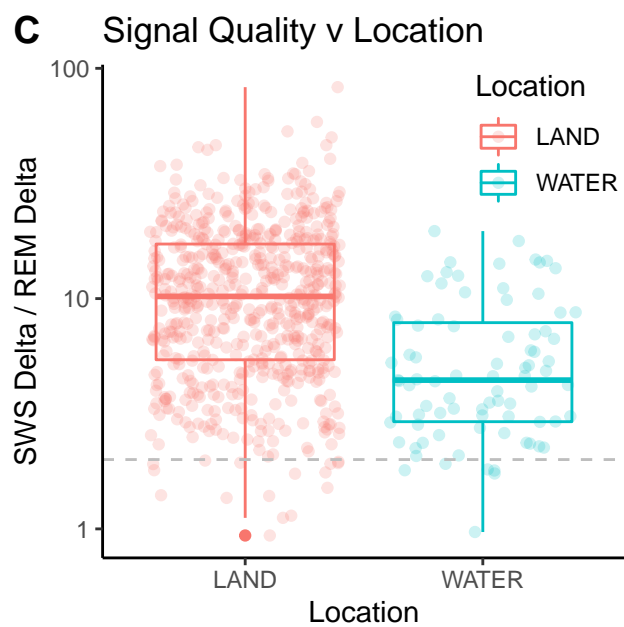 C Signal Quality v Location
100
10
1
SWS Delta / REM Delta
Location
LAND
WATER
LAND WATER
Location